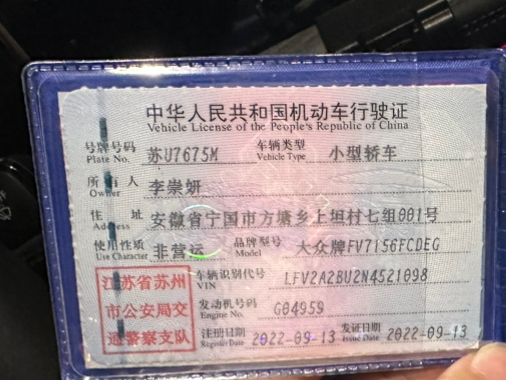 中华人民共和国机动车行驶证
Vehicle License of the People's Republic of China
号牌号码 苏U7675M 车辆类型 小型轿车
Plate No. Vehicle Type
所有人 李崇妍
Owner
住址 安徽省宁国市方塘乡上坦村七组001号
Address
使用性质 非营运 品牌型号 大众牌FV7156FCDEG
Use Character Model
江苏省苏州 车辆识别代号 LFV2A2BU2N4521098
VIN
市公安局交 发动机号码 G04959
Engine No.
通警察支队 注册日期 2022-09-13 发证日期 2022-09-13
Register Date Issue Date